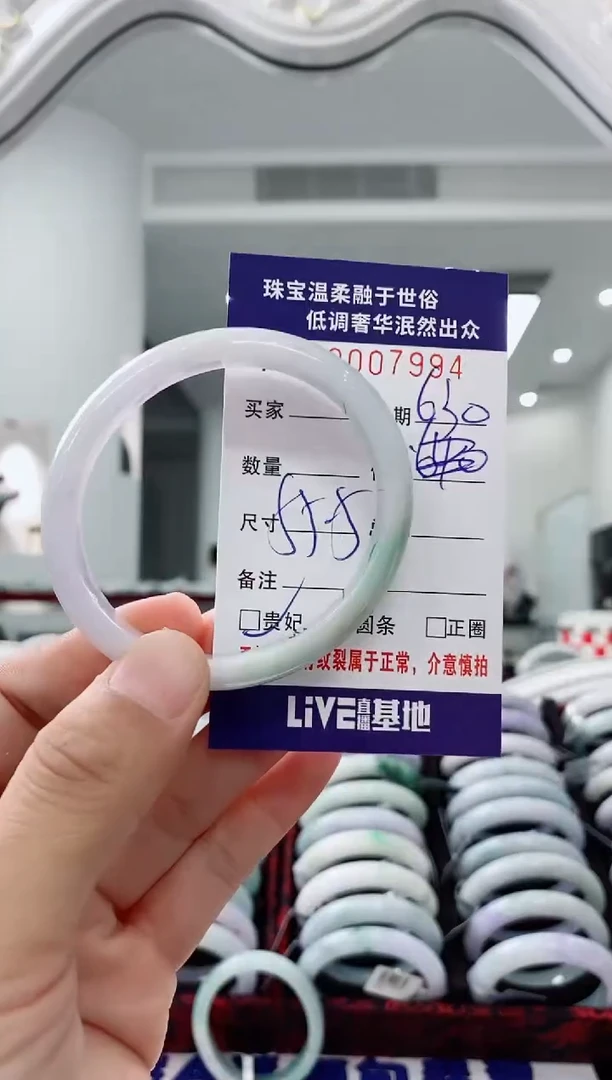 珠宝温柔融于世俗
低调奢华泯然出众
007994
买家 期 630
数量
尺寸 555
备注
贵妃 圆条 正圈
纹裂属于正常，介意慎拍
LiVE直播基地